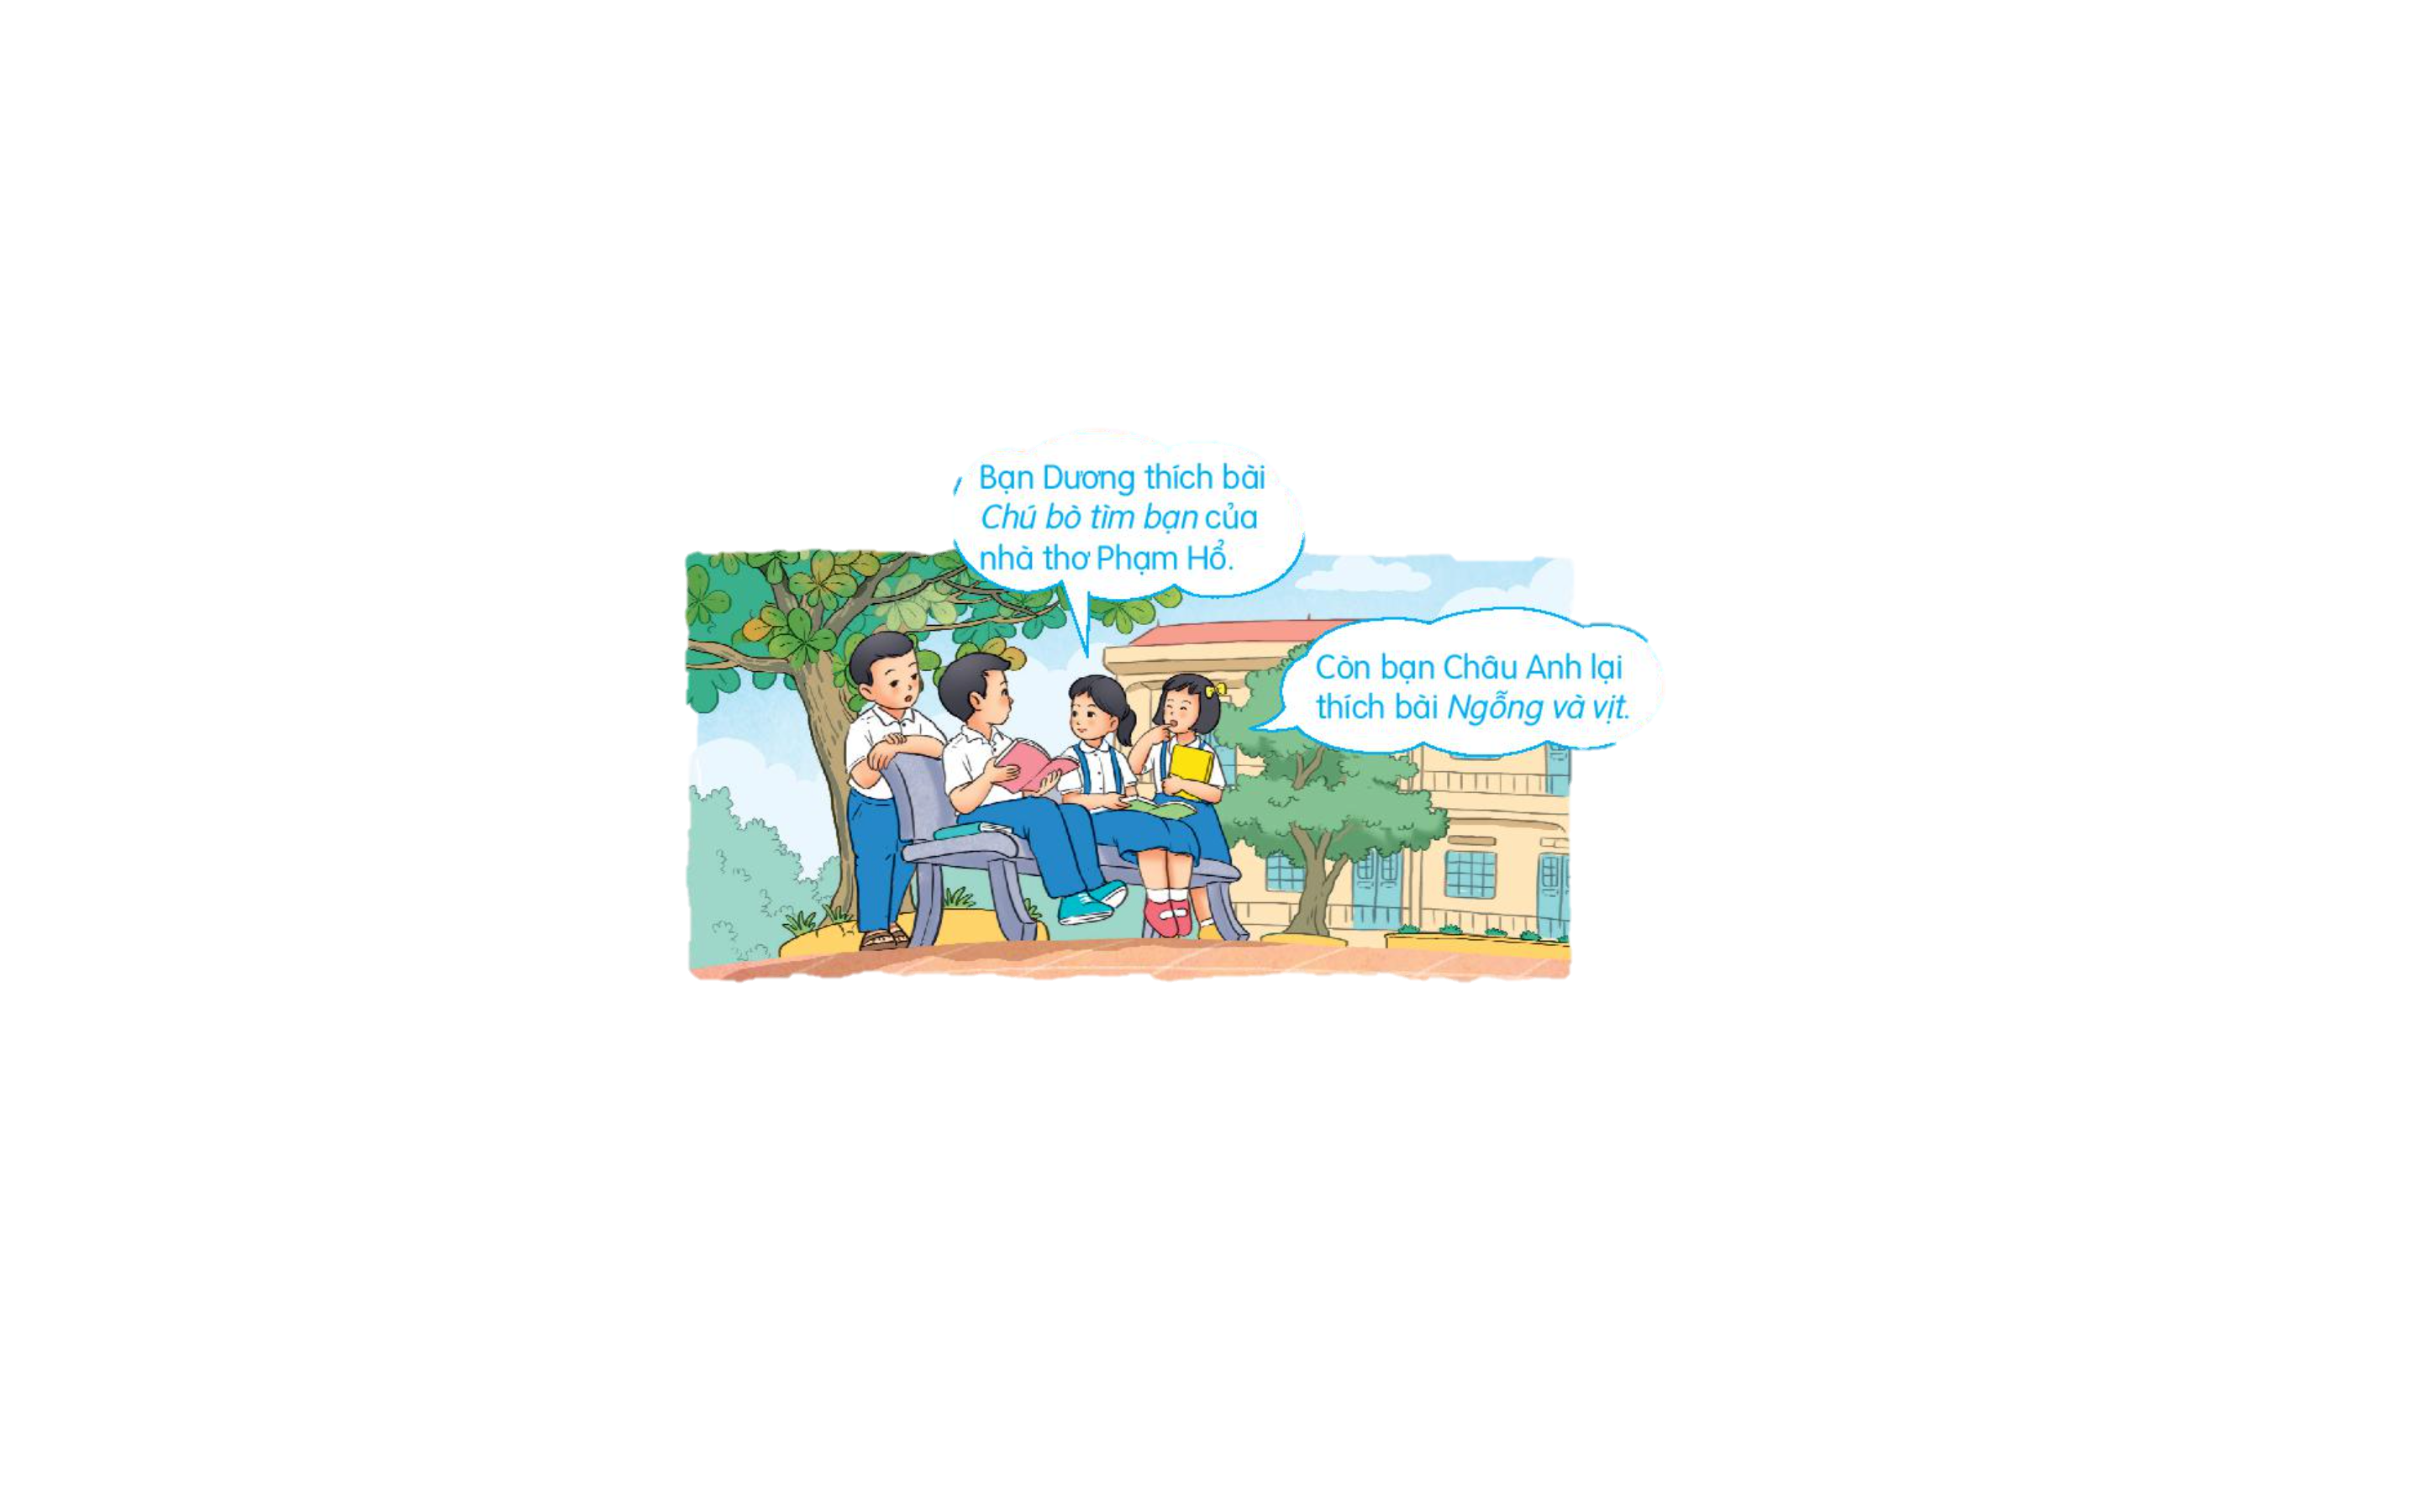 Bạn Dương thích bài
Chú bò tìm bạn của
nhà thơ Phạm Hổ.
Còn bạn Châu Anh lại
thích bài Ngỗng và vịt.